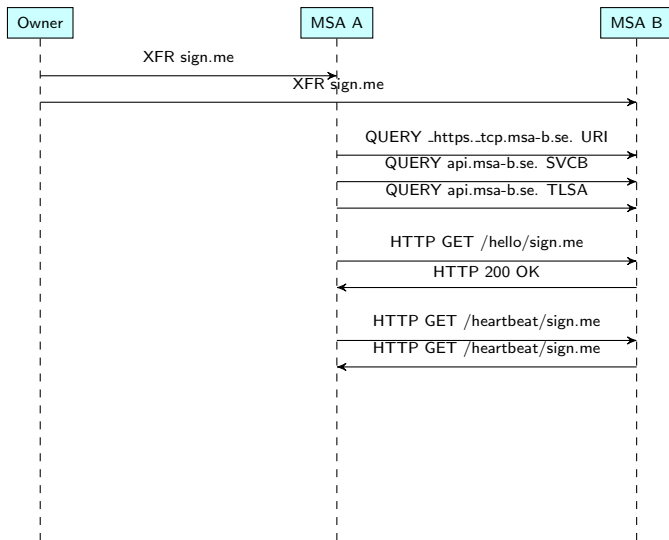 Owner
MSA A
MSA B
XFR sign.me
XFR sign.me
QUERY _https._tcp.msa-b.se. URI
QUERY api.msa-b.se. SVCB
QUERY api.msa-b.se. TLSA
HTTP GET /hello/sign.me
HTTP 200 OK
HTTP GET /heartbeat/sign.me
HTTP GET /heartbeat/sign.me